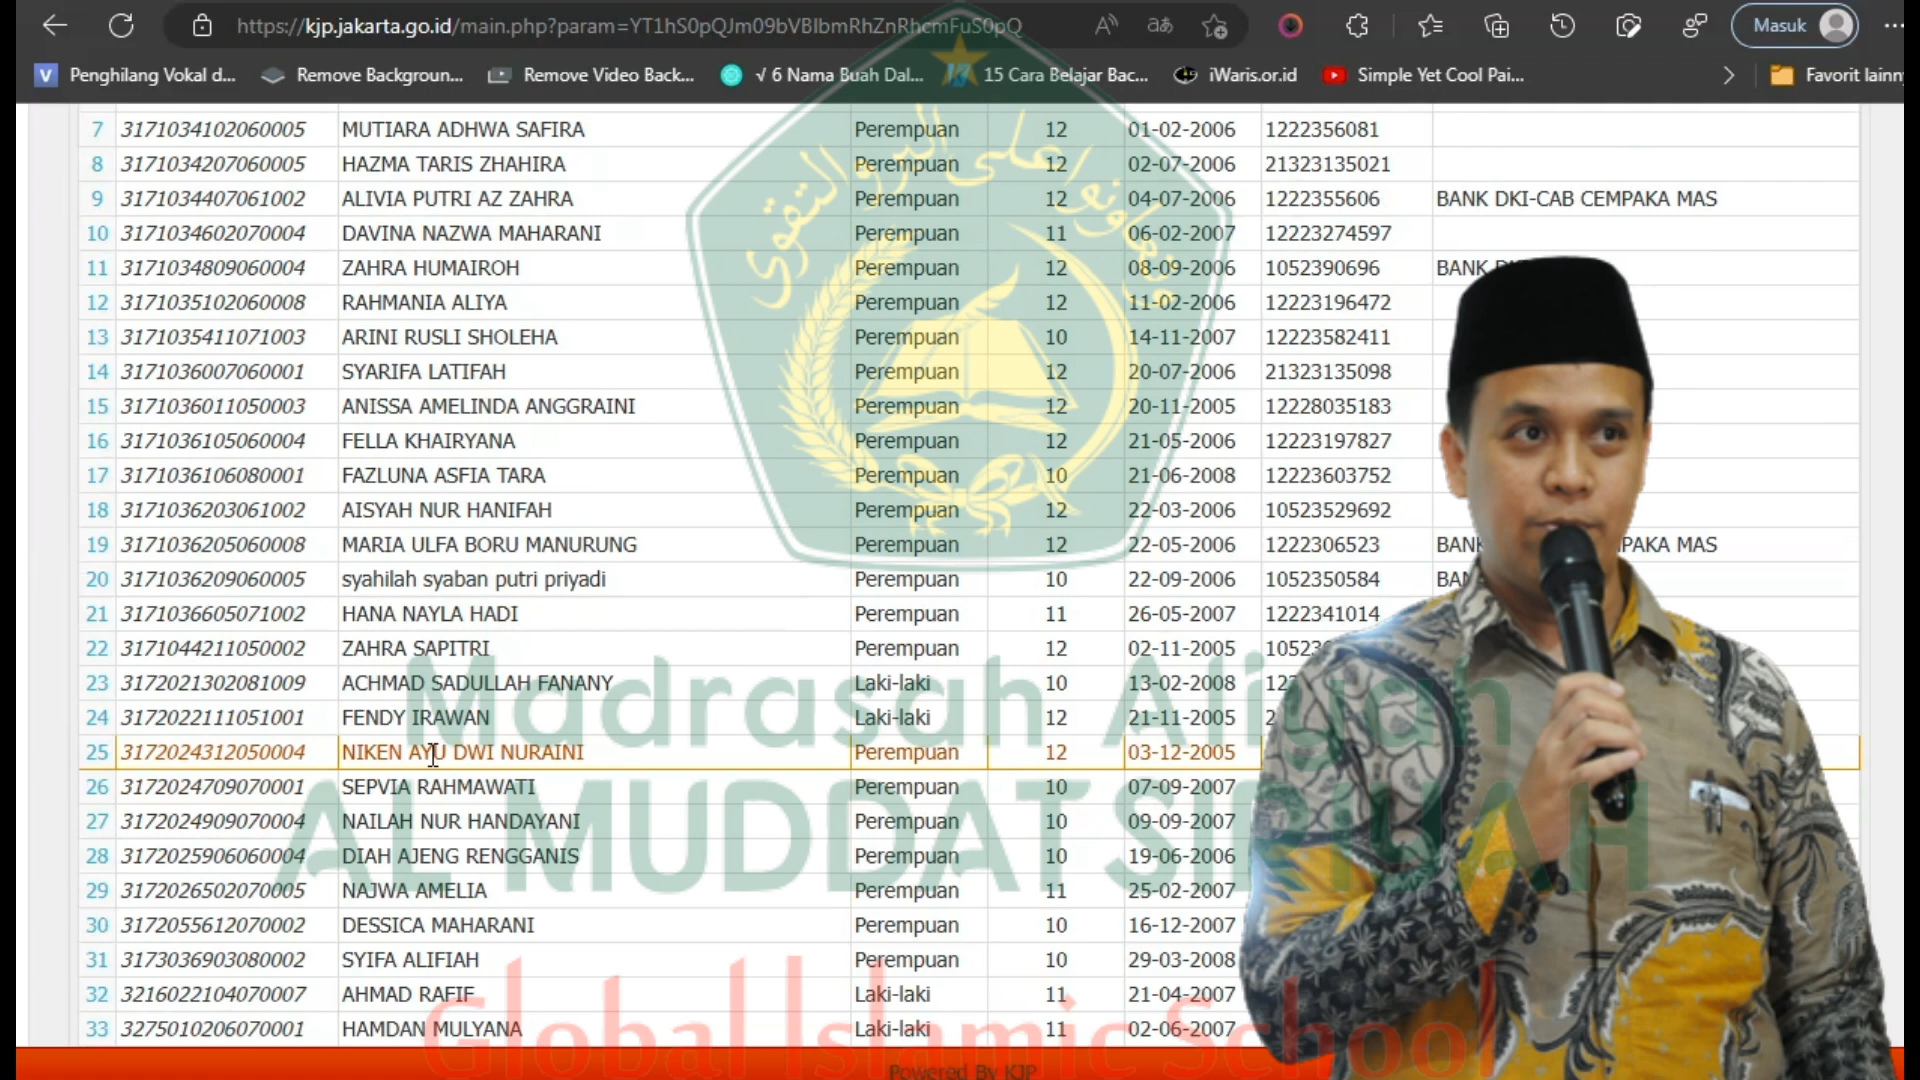 https://kjp.jakarta.go.id/main.php?param=YT1hS0pQJm09bVBlbmRhZnRhcmFuS0pQ
Masuk
Penghilang Vokal d... Remove Backgroun... Remove Video Back... √ 6 Nama Buah Dal... 15 Cara Belajar Bac... iWaris.or.id Simple Yet Cool Pai... Favorit lainn
وتعاونوا على البر والتقوى
7 3171034102060005 MUTIARA ADHWA SAFIRA Perempuan 12 01-02-2006 1222356081
8 3171034207060005 HAZMA TARIS ZHAHIRA Perempuan 12 02-07-2006 21323135021
9 3171034407061002 ALIVIA PUTRI AZ ZAHRA Perempuan 12 04-07-2006 1222355606 BANK DKI-CAB CEMPAKA MAS
10 3171034602070004 DAVINA NAZWA MAHARANI Perempuan 11 06-02-2007 12223274597
11 3171034809060004 ZAHRA HUMAIROH Perempuan 12 08-09-2006 1052390696 BANK
12 3171035102060008 RAHMANIA ALIYA Perempuan 12 11-02-2006 12223196472
13 3171035411071003 ARINI RUSLI SHOLEHA Perempuan 10 14-11-2007 12223582411
14 3171036007060001 SYARIFA LATIFAH Perempuan 12 20-07-2006 21323135098
15 3171036011050003 ANISSA AMELINDA ANGGRAINI Perempuan 12 20-11-2005 12228035183
16 3171036105060004 FELLA KHAIRYANA Perempuan 12 21-05-2006 12223197827
17 3171036106080001 FAZLUNA ASFIA TARA Perempuan 10 21-06-2008 12223603752
18 3171036203061002 AISYAH NUR HANIFAH Perempuan 12 22-03-2006 10523529692
19 3171036205060008 MARIA ULFA BORU MANURUNG Perempuan 12 22-05-2006 1222306523 BANK PAKA MAS
20 3171036209060005 syahilah syaban putri priyadi Perempuan 10 22-09-2006 1052350584 BAN
21 3171036605071002 HANA NAYLA HADI Perempuan 11 26-05-2007 1222341014
22 3171044211050002 ZAHRA SAPITRI Perempuan 12 02-11-2005 1052
23 3172021302081009 ACHMAD SADULLAH FANANY Laki-laki 10 13-02-2008 122
24 3172022111051001 FENDY IRAWAN Laki-laki 12 21-11-2005 2
25 3172024312050004 NIKEN AYU DWI NURAINI Perempuan 12 03-12-2005
26 3172024709070001 SEPVIA RAHMAWATI Perempuan 10 07-09-2007
27 3172024909070004 NAILAH NUR HANDAYANI Perempuan 10 09-09-2007
28 3172025906060004 DIAH AJENG RENGGANIS Perempuan 10 19-06-2006
29 3172026502070005 NAJWA AMELIA Perempuan 11 25-02-2007
30 3172055612070002 DESSICA MAHARANI Perempuan 10 16-12-2007
31 3173036903080002 SYIFA ALIFIAH Perempuan 10 29-03-2008
32 3216022104070007 AHMAD RAFIF Laki-laki 11 21-04-2007
33 3275010206070001 HAMDAN MULYANA Laki-laki 11 02-06-2007
Madrasah Aliyah
AL MUDDATSIRIYAH
Global Islamic School
Powered By KJP